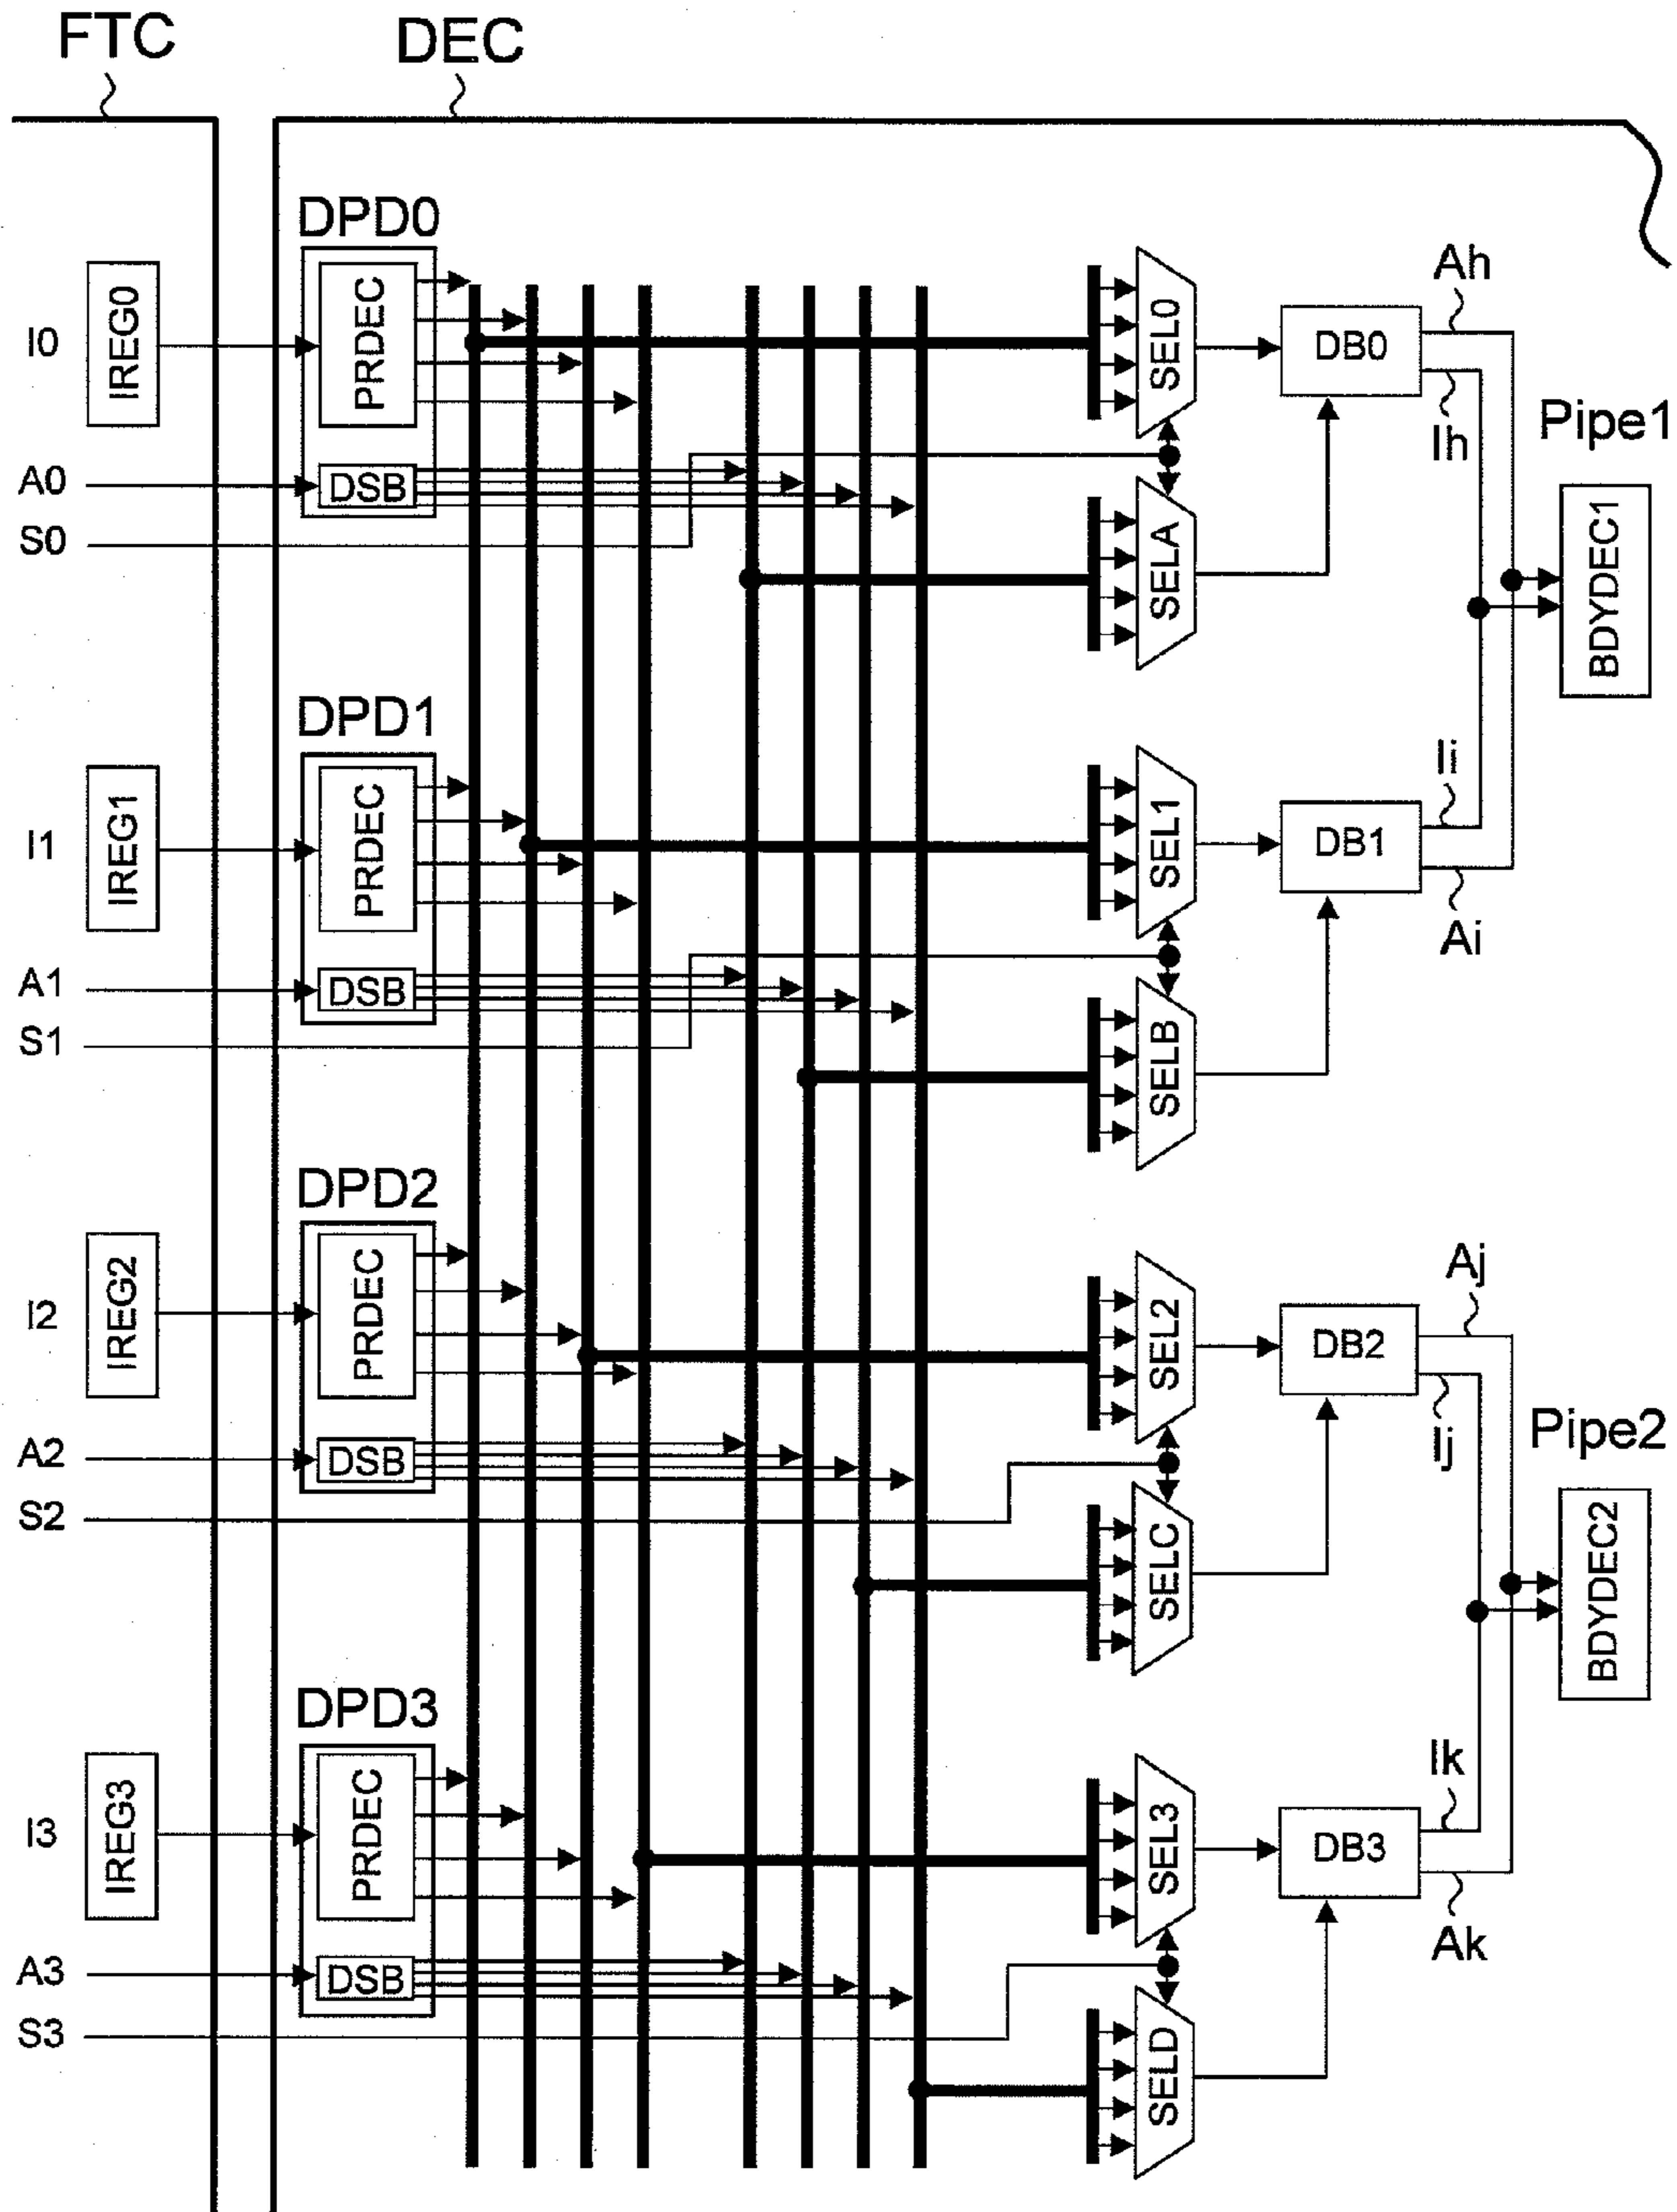 FTC
DEC
DPD0
I0
IREG0
PRDEC
SEL0
DB0
Ah
Ih
Pipe1
A0
DSB
S0
SELA
BDYDEC1
DPD1
I1
IREG1
PRDEC
SEL1
DB1
Ii
Ai
A1
DSB
S1
SELB
DPD2
I2
IREG2
PRDEC
SEL2
DB2
Aj
Ij
Pipe2
A2
DSB
S2
SELC
BDYDEC2
DPD3
I3
IREG3
PRDEC
SEL3
DB3
Ik
Ak
A3
DSB
S3
SELD